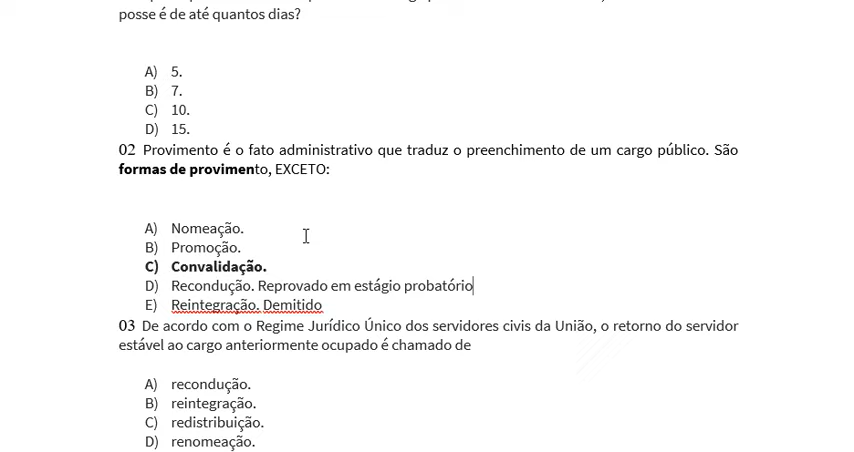 posse é de até quantos dias?
A) 5.
B) 7.
C) 10.
D) 15.
02 Provimento é o fato administrativo que traduz o preenchimento de um cargo público. São
formas de provimento, EXCETO:
A) Nomeação.
B) Promoção.
C) Convalidação.
D) Recondução. Reprovado em estágio probatório
E) Reintegração. Demitido
03 De acordo com o Regime Jurídico Único dos servidores civis da União, o retorno do servidor
estável ao cargo anteriormente ocupado é chamado de
A) recondução.
B) reintegração.
C) redistribuição.
D) renomeação.